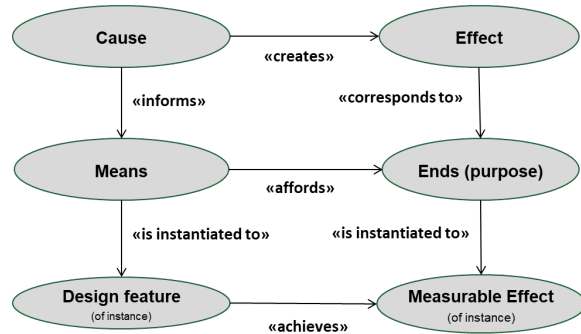 Cause
Effect
«creates»
«informs»
«corresponds to»
Means
Ends (purpose)
«affords»
«is instantiated to»
«is instantiated to»
Design feature
(of instance)
Measurable Effect
(of instance)
«achieves»